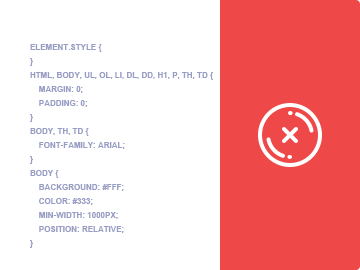 ELEMENT.STYLE {
}
HTML, BODY, UL, OL, LI, DL, DD, H1, P, TH, TD {
MARGIN: 0;
PADDING: 0;
}
BODY, TH, TD {
FONT-FAMILY: ARIAL;
}
BODY {
BACKGROUND: #FFF;
COLOR: #333;
MIN-WIDTH: 1000PX;
POSITION: RELATIVE;
}